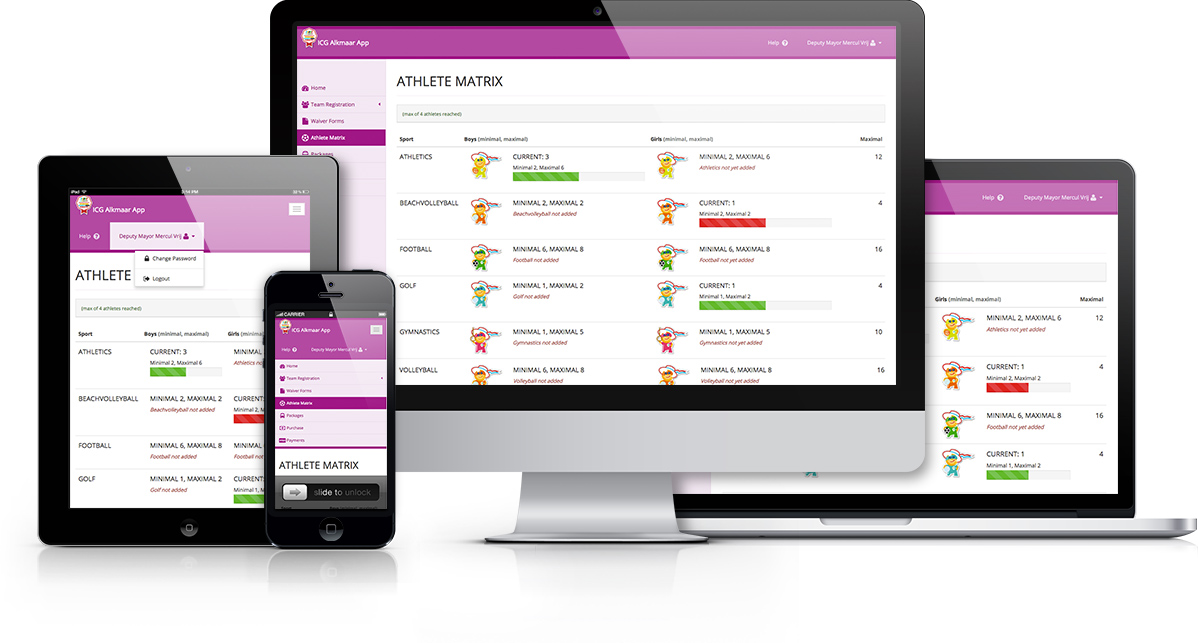 ICG Alkmaar App
Help
Deputy Mayor Mercul Vrij
Home
Team Registration
Waiver Forms
Athlete Matrix
Packages
ATHLETE MATRIX
(max of 4 athletes reached)
Sport Boys (minimal, maximal) Girls (minimal, maximal) Maximal
ATHLETICS CURRENT: 3 MINIMAL 2, MAXIMAL 6 12
Minimal 2, Maximal 6 Athletics not yet added
BEACHVOLLEYBALL MINIMAL 2, MAXIMAL 2 CURRENT: 1 4
Beachvolleyball not added Minimal 2, Maximal 2
FOOTBALL MINIMAL 6, MAXIMAL 8 MINIMAL 6, MAXIMAL 8 16
Football not added Football not yet added
GOLF MINIMAL 1, MAXIMAL 2 CURRENT: 1 4
Golf not added Minimal 1, Maximal 2
GYMNASTICS MINIMAL 1, MAXIMAL 5 MINIMAL 1, MAXIMAL 5 10
Gymnastics not added Gymnastics not yet added
VOLLEYBALL MINIMAL 6, MAXIMAL 8 MINIMAL 6, MAXIMAL 8 16
Volleyball not added Volleyball not yet added
iPad
ICG Alkmaar App
Help
Deputy Mayor Mercul Vrij
Change Password
Logout
ATHLETE
(max of 4 athletes reached)
Sport Boys (minimal, maximal) Girls (minimal,
ATHLETICS CURRENT: 3 MINIMAL
Minimal 2, Maximal 6 Athletics
BEACHVOLLEYBALL MINIMAL 2, MAXIMAL 2 CURRENT:
Beachvolleyball not added Minimal 2,
FOOTBALL MINIMAL 6, MAXIMAL 8 MINIMAL
Football not added Football
GOLF MINIMAL 1, MAXIMAL 2 CURRENT:
Golf not added Minimal 1,
CARRIER
ICG Alkmaar App
Help
Deputy Mayor Mercul Vrij
Home
Team Registration
Waiver Forms
Athlete Matrix
Packages
Purchase
Payments
ATHLETE MATRIX
slide to unlock
Help
Deputy Mayor Mercul Vrij
Girls (minimal, maximal) Maximal
MINIMAL 2, MAXIMAL 6 12
Athletics not yet added
CURRENT: 1 4
Minimal 2, Maximal 2
MINIMAL 6, MAXIMAL 8 16
Football not yet added
CURRENT: 1 4
Minimal 1, Maximal 2